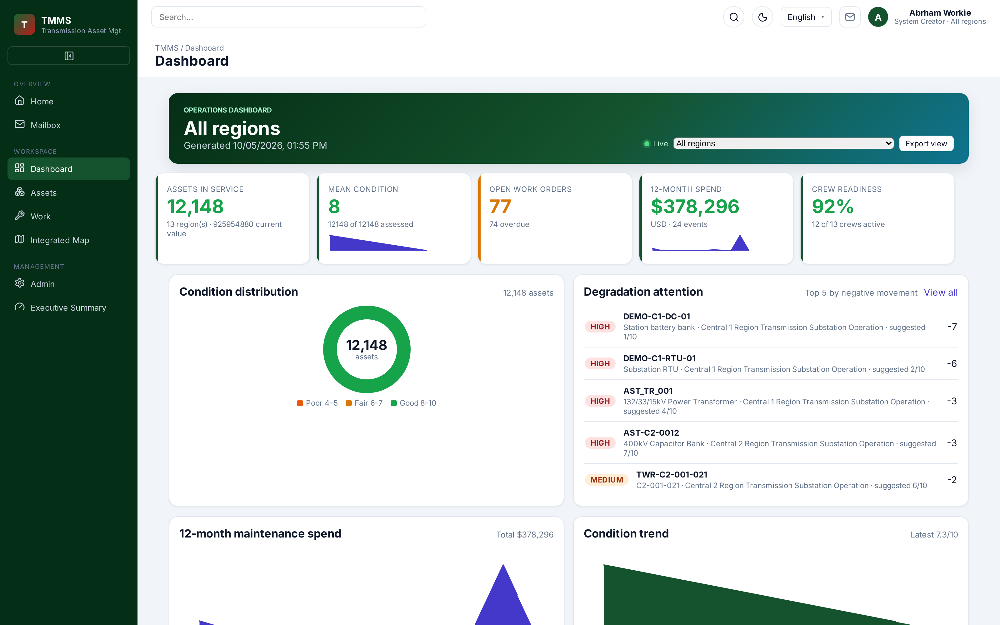 T
TMMS
Transmission Asset Mgt
OVERVIEW
Home
Mailbox
WORKSPACE
Dashboard
Assets
Work
Integrated Map
MANAGEMENT
Admin
Executive Summary
Search...
English
A
Abrham Workie
System Creator · All regions
TMMS / Dashboard
Dashboard
OPERATIONS DASHBOARD
All regions
Generated 10/05/2026, 01:55 PM
Live
All regions
Export view
ASSETS IN SERVICE
12,148
13 region(s) · 925954880 current
value
MEAN CONDITION
8
12148 of 12148 assessed
OPEN WORK ORDERS
77
74 overdue
12-MONTH SPEND
$378,296
USD · 24 events
CREW READINESS
92%
12 of 13 crews active
Condition distribution
12,148 assets
12,148
assets
Poor 4-5
Fair 6-7
Good 8-10
Degradation attention
Top 5 by negative movement
View all
HIGH
DEMO-C1-DC-01
Station battery bank · Central 1 Region Transmission Substation Operation · suggested
1/10
-7
HIGH
DEMO-C1-RTU-01
Substation RTU · Central 1 Region Transmission Substation Operation · suggested 2/10
-6
HIGH
AST_TR_001
132/33/15kV Power Transformer · Central 1 Region Transmission Substation Operation ·
suggested 4/10
-3
HIGH
AST-C2-0012
400kV Capacitor Bank · Central 2 Region Transmission Substation Operation · suggested
7/10
-3
MEDIUM
TWR-C2-001-021
C2-001-021 · Central 2 Region Transmission Substation Operation · suggested 6/10
-2
12-month maintenance spend
Total $378,296
Condition trend
Latest 7.3/10